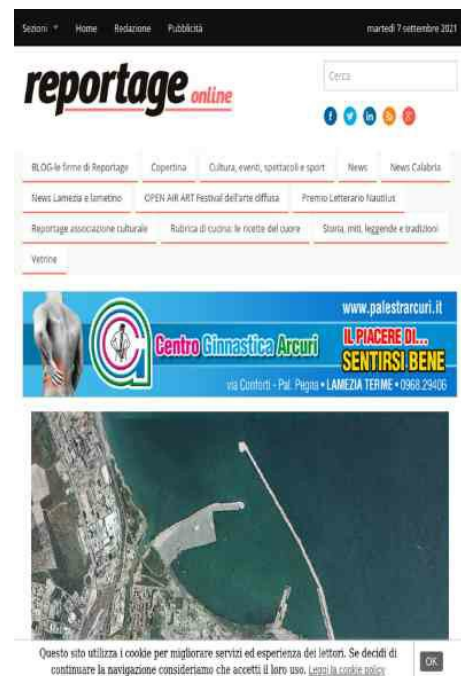 Sezioni Home Redazione Pubblicità martedì 7 settembre 2021
reportage online
Cerca
BLOG-le firme di Reportage Copertina Cultura, eventi, spettacoli e sport News News Calabria
News Lamezia e lametino OPEN AIR ART Festival dell'arte diffusa Premio Letterario Nautilus
Reportage associazione culturale Rubrica di cucina: le ricette del cuore Storia, miti, leggende e tradizioni
Vetrine
www.palestrarcuri.it
Centro Ginnastica Arcuri IL PIACERE DI...
SENTIRSI BENE
via Conforti - Pal. Pegna • LAMEZIA TERME • 0968.29406
Questo sito utilizza i cookie per migliorare servizi ed esperienza dei lettori. Se decidi di
continuare la navigazione consideriamo che accetti il loro uso. Leggi la cookie policy
OK